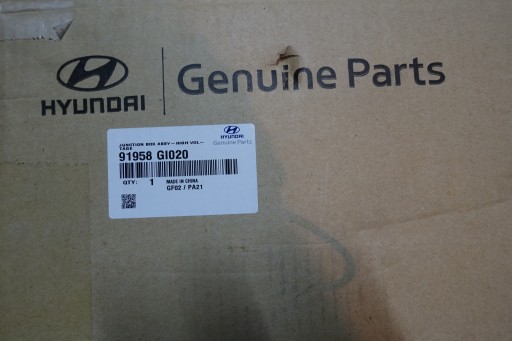 HYUNDAI
Genuine Parts
JUNCTION BOX ASSY-HIGH VOL-
TAGE
HYUNDAI
Genuine Parts
91958 GI020
QTY: 1
MADE IN CHINA
GF02 / PA21